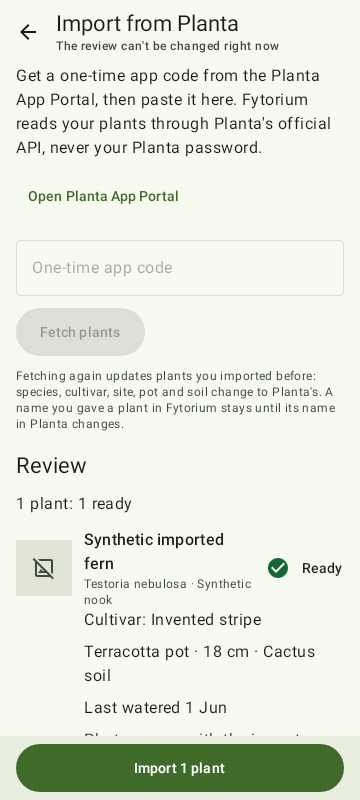 Import from Planta
The review can't be changed right now
Get a one-time app code from the Planta
App Portal, then paste it here. Fytorium
reads your plants through Planta's official
API, never your Planta password.
Open Planta App Portal
One-time app code
Fetch plants
Fetching again updates plants you imported before:
species, cultivar, site, pot and soil change to Planta's. A
name you gave a plant in Fytorium stays until its name
in Planta changes.
Review
1 plant: 1 ready
Synthetic imported
fern
Testoria nebulosa · Synthetic
nook
Ready
Cultivar: Invented stripe
Terracotta pot · 18 cm · Cactus
soil
Last watered 1 Jun
Import 1 plant